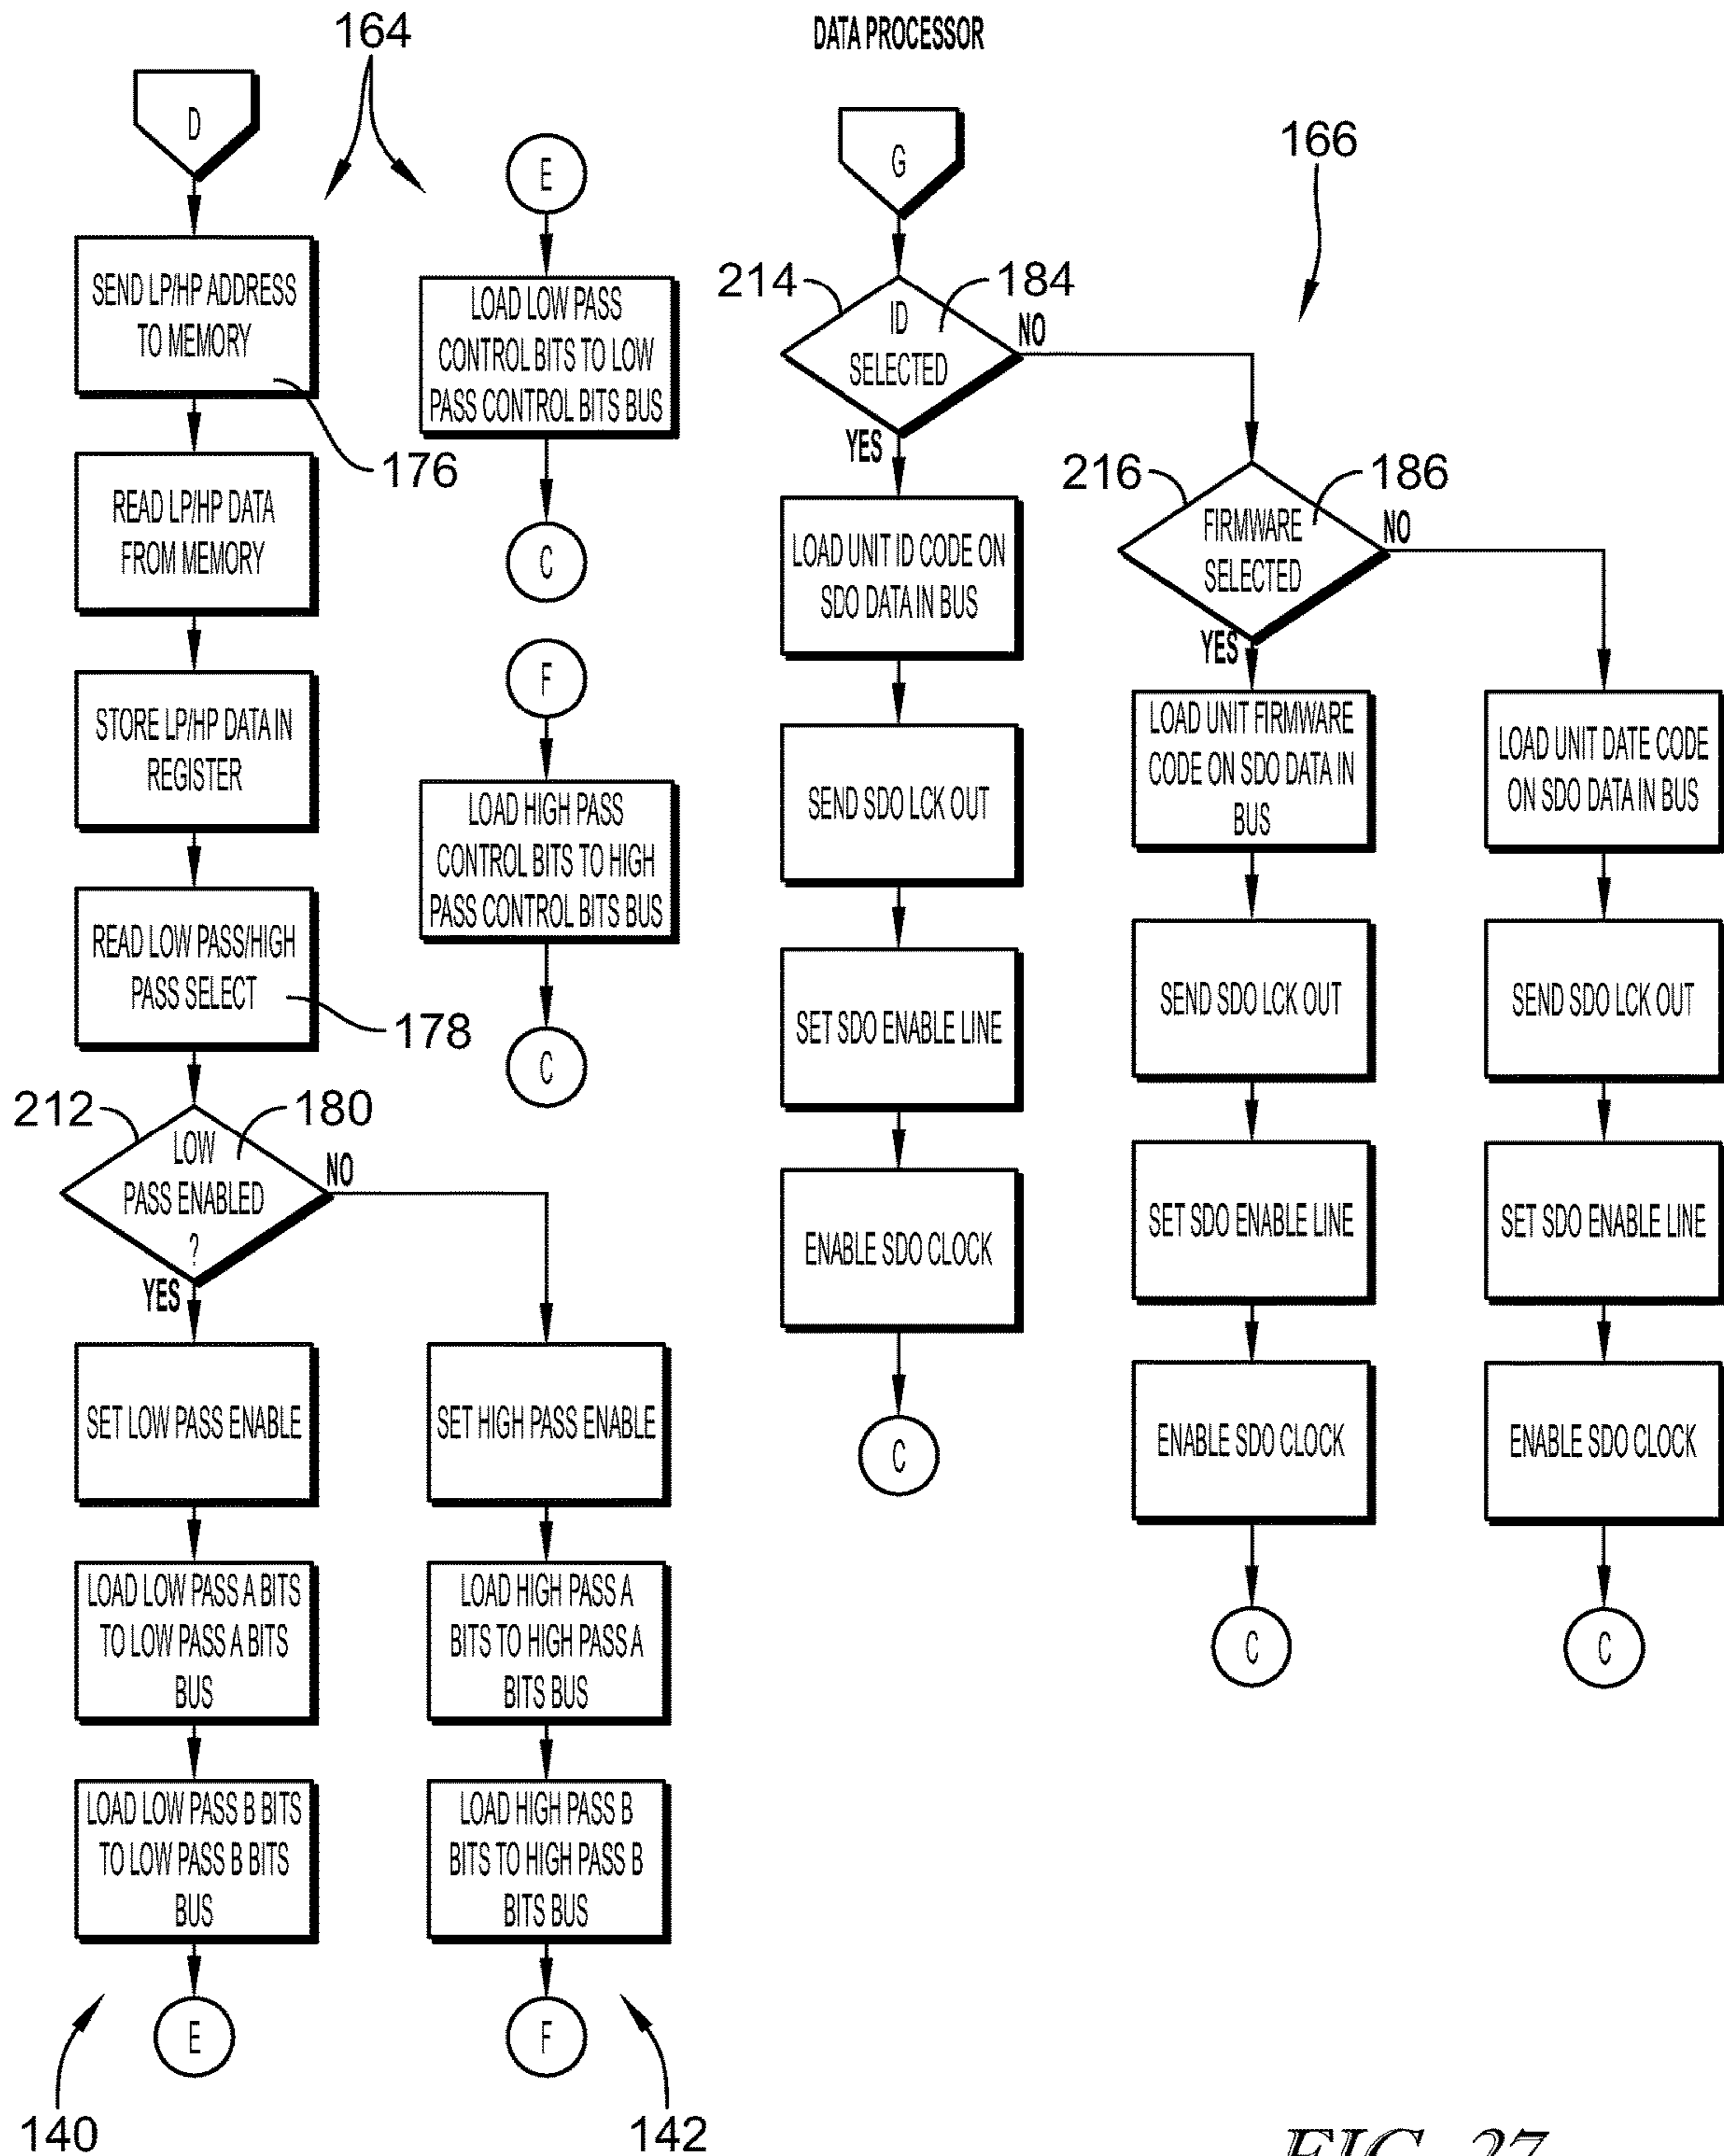 DATA PROCESSOR
164
D
SEND LP/HP ADDRESS
TO MEMORY
176
READ LP/HP DATA
FROM MEMORY
STORE LP/HP DATA IN
REGISTER
READ LOW PASS/HIGH
PASS SELECT
178
212
180
LOW
PASS ENABLED
?
NO
YES
SET LOW PASS ENABLE
LOAD LOW PASS A BITS
TO LOW PASS A BITS
BUS
LOAD LOW PASS B BITS
TO LOW PASS B BITS
BUS
E
140
SET HIGH PASS ENABLE
LOAD HIGH PASS A
BITS TO HIGH PASS A
BITS BUS
LOAD HIGH PASS B
BITS TO HIGH PASS B
BITS BUS
F
142
E
LOAD LOW PASS
CONTROL BITS TO LOW
PASS CONTROL BITS BUS
C
F
LOAD HIGH PASS
CONTROL BITS TO HIGH
PASS CONTROL BITS BUS
C
G
166
214
184
ID
SELECTED
NO
YES
LOAD UNIT ID CODE ON
SDO DATA IN BUS
SEND SDO LCK OUT
SET SDO ENABLE LINE
ENABLE SDO CLOCK
C
216
186
FIRMWARE
SELECTED
NO
YES
LOAD UNIT FIRMWARE
CODE ON SDO DATA IN
BUS
SEND SDO LCK OUT
SET SDO ENABLE LINE
ENABLE SDO CLOCK
C
LOAD UNIT DATE CODE
ON SDO DATA IN BUS
SEND SDO LCK OUT
SET SDO ENABLE LINE
ENABLE SDO CLOCK
C
FIG. 27